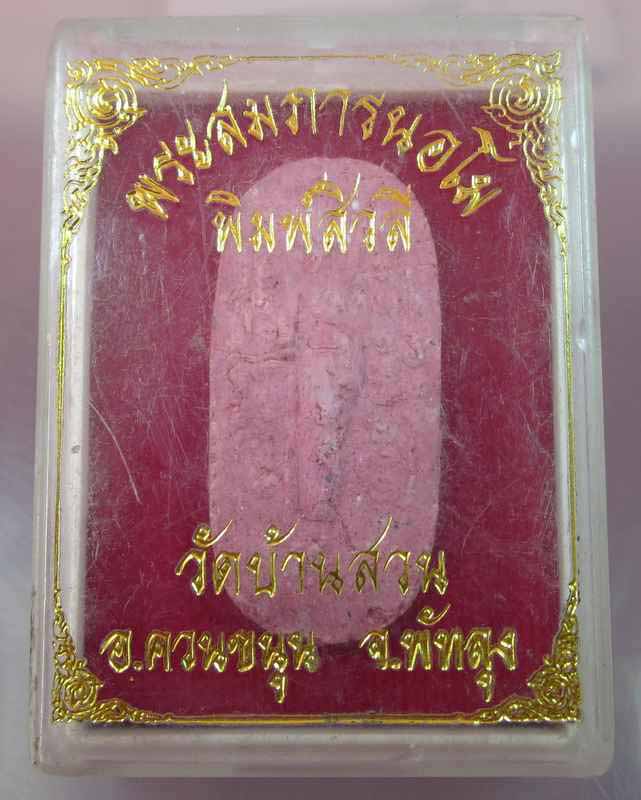 พระสมภารนอโม
พิมพ์สิวลี
วัดบ้านสวน
อ.ควนขนุน จ.พัทลุง